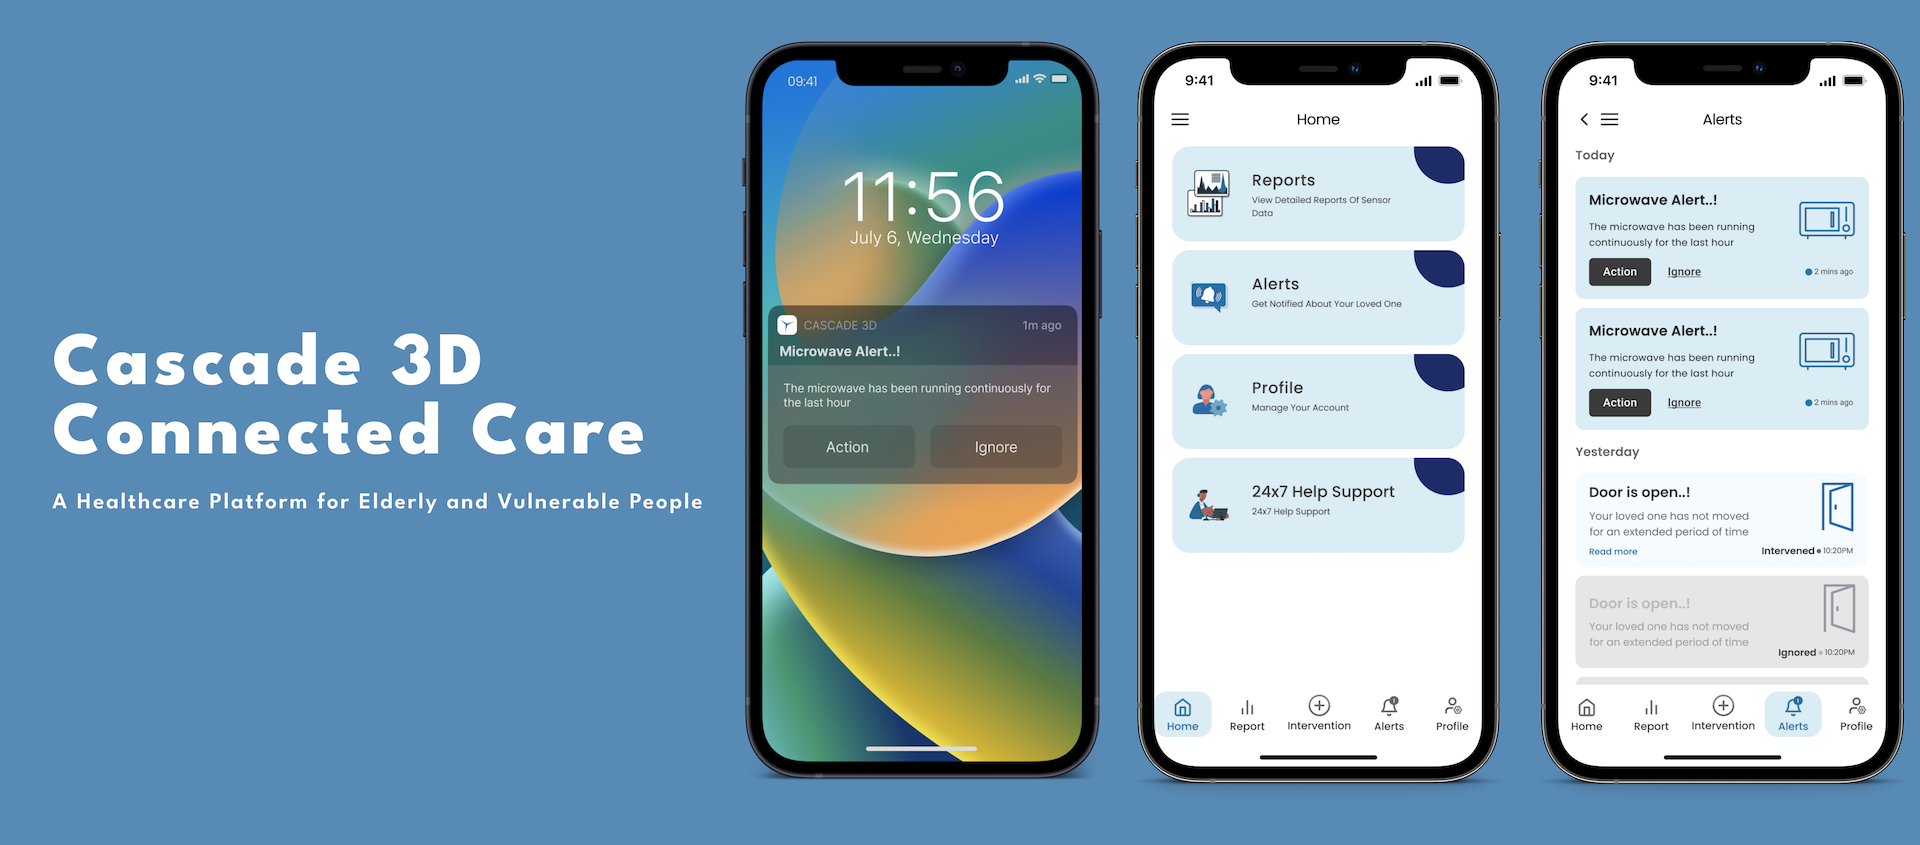 Cascade 3D
Connected Care
A Healthcare Platform for Elderly and Vulnerable People
09:41
11:56
July 6, Wednesday
CASCADE 3D
1m ago
Microwave Alert..!
The microwave has been running continuously for
the last hour
Action
Ignore
9:41
Home
Reports
View Detailed Reports Of Sensor
Data
Alerts
Get Notified About Your Loved One
Profile
Manage Your Account
24x7 Help Support
24x7 Help Support
Home
Report
Intervention
Alerts
Profile
9:41
Alerts
Today
Microwave Alert..!
The microwave has been running
continuously for the last hour
Action
Ignore
2 mins ago
Microwave Alert..!
The microwave has been running
continuously for the last hour
Action
Ignore
2 mins ago
Yesterday
Door is open..!
Your loved one has not moved
for an extended period of time
Read more
Intervened 10:20PM
Door is open..!
Your loved one has not moved
for an extended period of time
Ignored 10:20PM
Home
Report
Intervention
Alerts
Profile